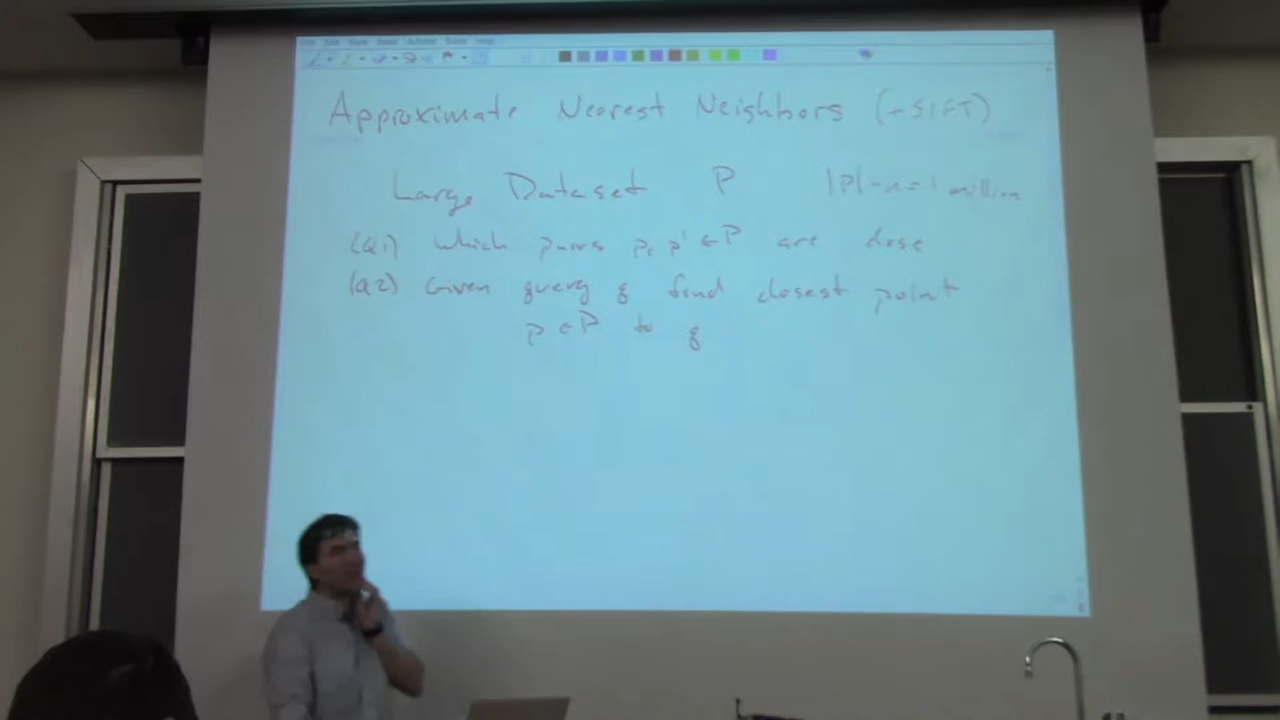 Approximate Nearest Neighbors (+SIFT)
Large Dataset P |P|=n=1 million
(Q1) Which pairs p, p' ∈ P are close
(Q2) Given query q find closest point
p ∈ P to q